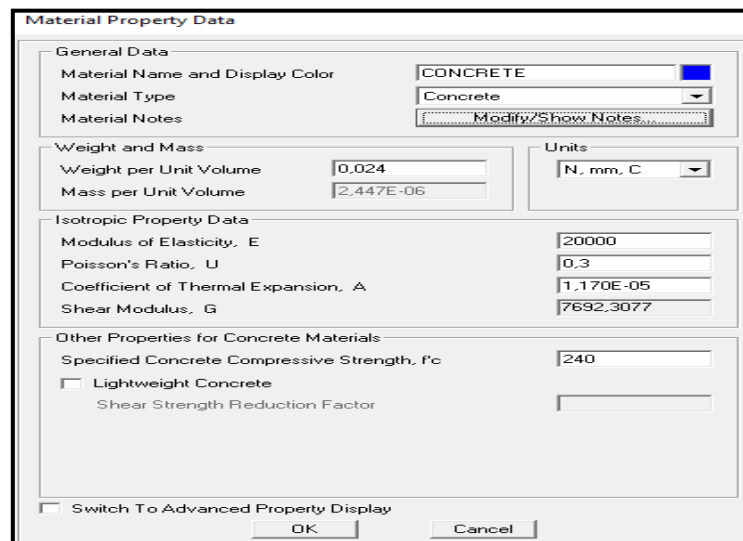 Material Property Data
General Data
Material Name and Display Color CONCRETE
Material Type Concrete
Material Notes Modify/Show Notes...
Weight and Mass Units
Weight per Unit Volume 0,024 N, mm, C
Mass per Unit Volume 2,447E-06
Isotropic Property Data
Modulus of Elasticity, E 20000
Poisson's Ratio, U 0,3
Coefficient of Thermal Expansion, A 1,170E-05
Shear Modulus, G 7692,3077
Other Properties for Concrete Materials
Specified Concrete Compressive Strength, f'c 240
Lightweight Concrete
Shear Strength Reduction Factor
Switch To Advanced Property Display
OK Cancel